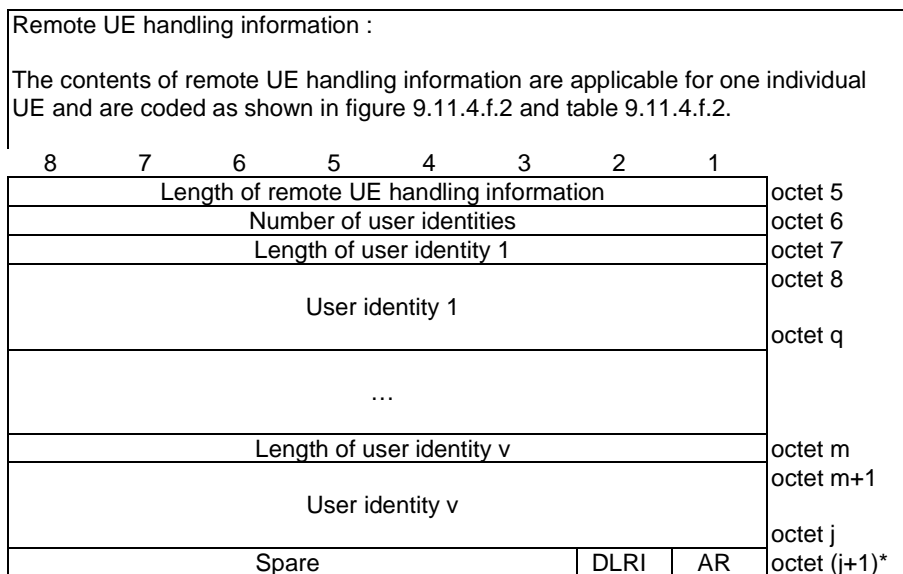 Remote UE handling information :
The contents of remote UE handling information are applicable for one individual
UE and are coded as shown in figure 9.11.4.f.2 and table 9.11.4.f.2.
8 7 6 5 4 3 2 1
Length of remote UE handling information octet 5
Number of user identities octet 6
Length of user identity 1 octet 7
octet 8
User identity 1
octet q
…
Length of user identity v octet m
octet m+1
User identity v
octet j
Spare DLRI AR octet (j+1)*